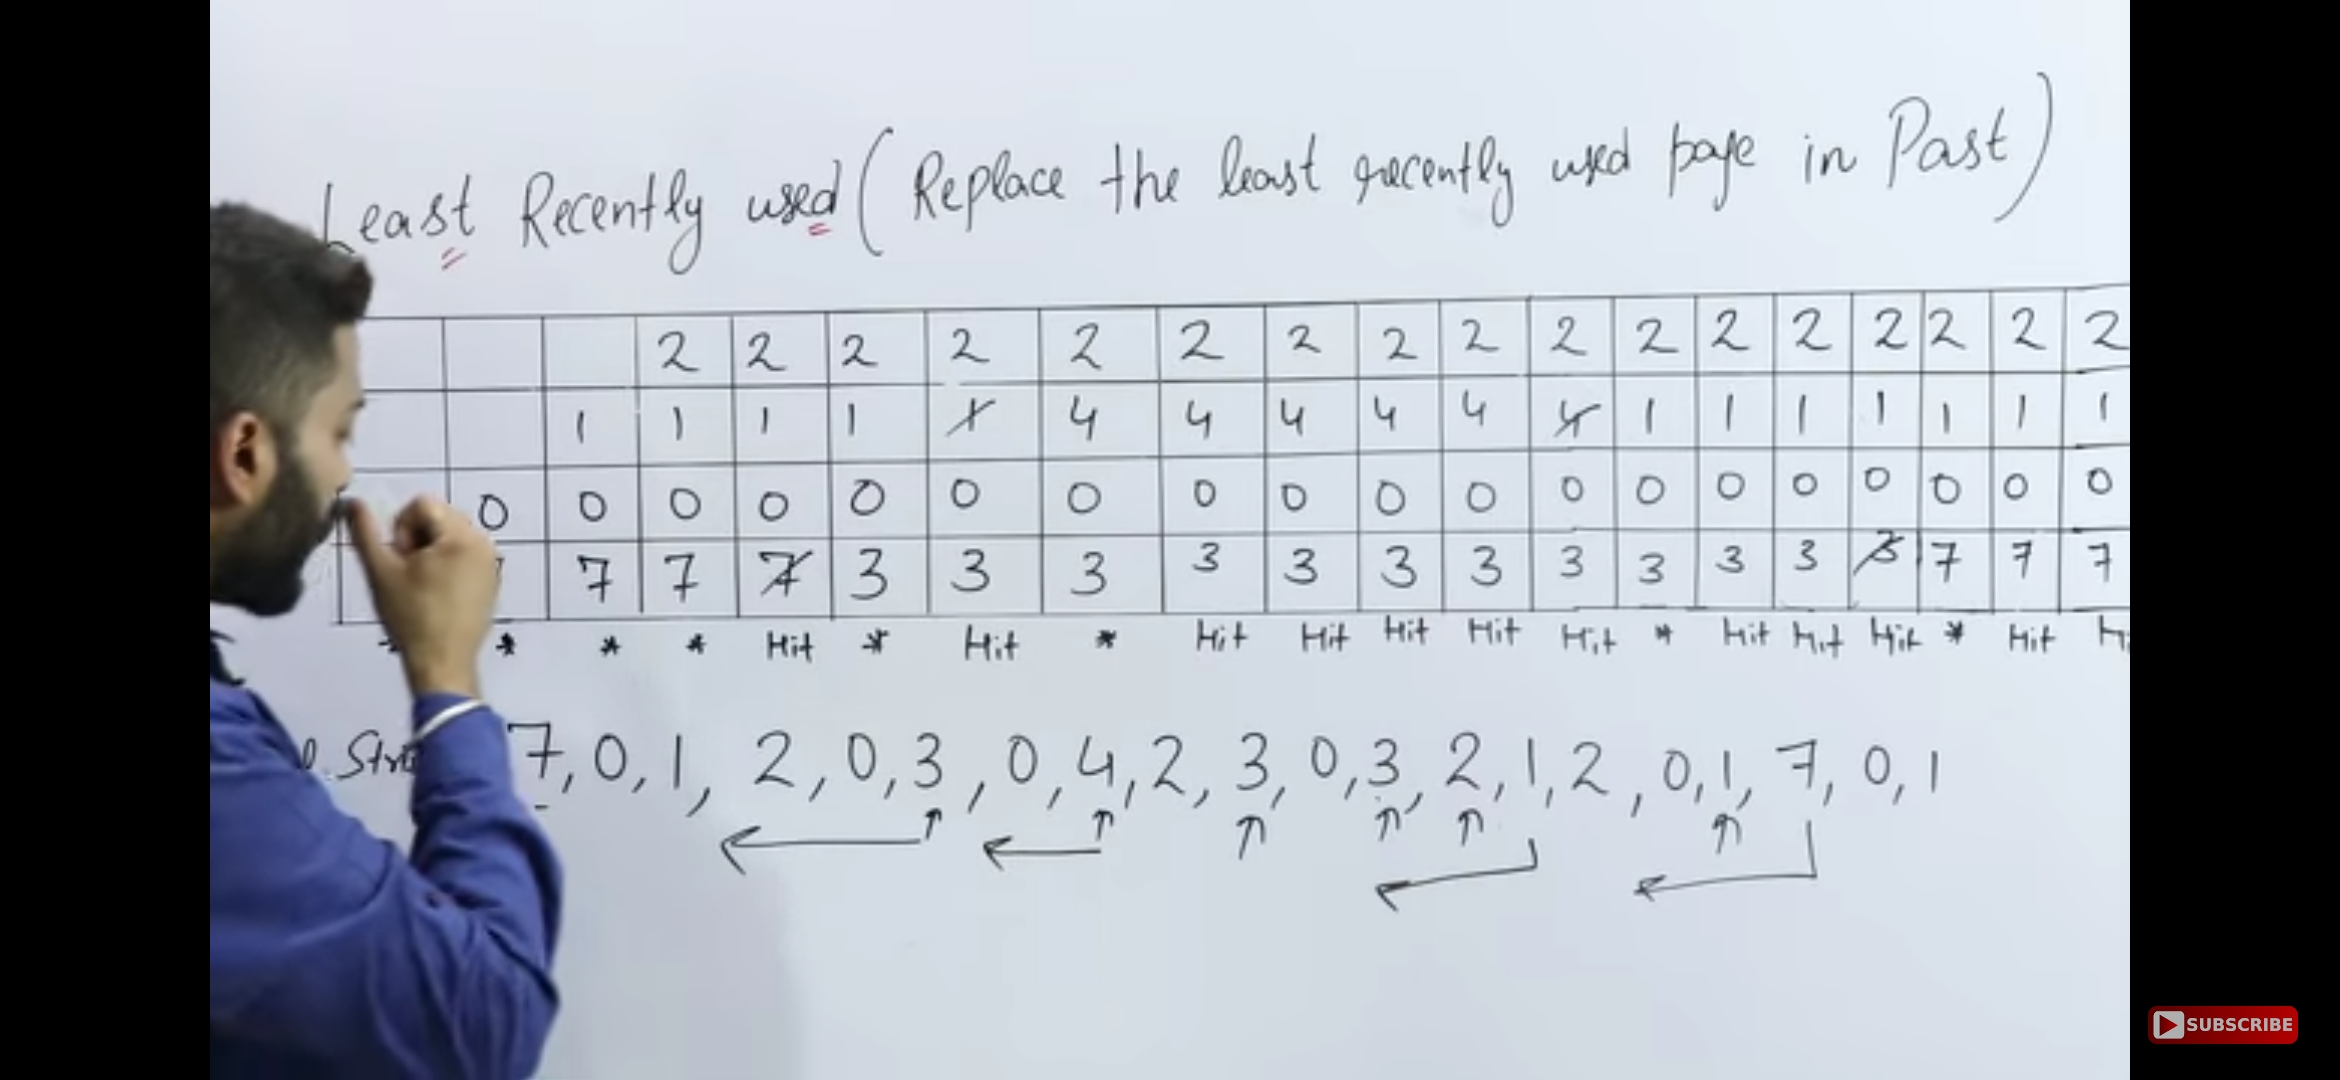 Least Recently used (Replace the least recently used page in Past)
2 2 2 2 2 2 2 2 2 2 2 2 2 2 2 2 2
1 1 1 1 1 4 4 4 4 4 4 1 1 1 1 1 1 1
0 0 0 0 0 0 0 0 0 0 0 0 0 0 0 0 0 0 0
7 7 7 3 3 3 3 3 3 3 3 3 3 3 3 7 7 7
* * * Hit * Hit * Hit Hit Hit Hit Hit * Hit Hit Hit * Hit
7, 0, 1, 2, 0, 3, 0, 4, 2, 3, 0, 3, 2, 1, 2, 0, 1, 7, 0, 1
SUBSCRIBE